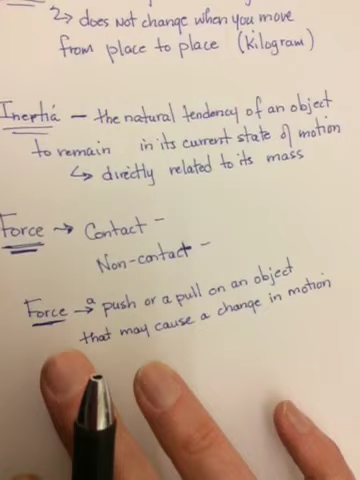 2→ does not change when you move
from place to place (kilogram)
Inertia — the natural tendency of an object
to remain in its current state of motion
↳ directly related to its mass
Force → Contact –
Non-contact –
Force → a push or a pull on an object
that may cause a change in motion